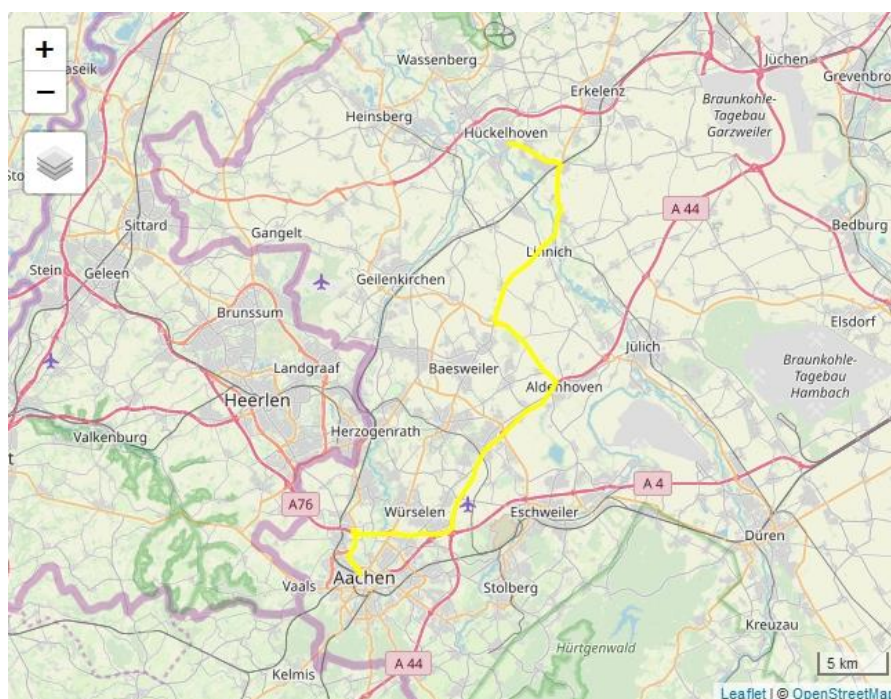 +
Wassenberg
Jüchen
aseik
Grevenbro
−
Erkelenz
Braunkohle-
Tagebau
Garzweiler
Heinsberg
Hückelhoven
A 44
Sittard
Gangelt
Bedburg
Linnich
Stein
Geleen
Geilenkirchen
Brunssum
Elsdorf
Jülich
Landgraaf
Baesweiler
Braunkohle-
Tagebau
Hambach
Aldenhoven
Heerlen
Valkenburg
Herzogenrath
t
A 4
A76
Würselen
Eschweiler
Düren
Vaals
Aachen
Stolberg
Kreuzau
Hürtgenwald
Kelmis
A 44
5 km
Leaflet | © OpenStreetMa